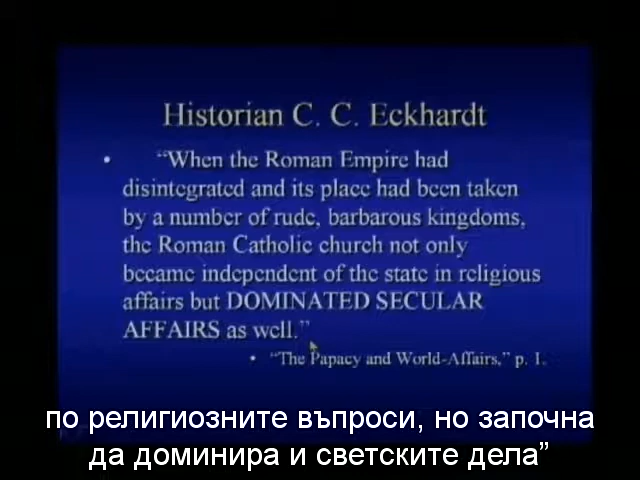 Historian C. C. Eckhardt
• “When the Roman Empire had
disintegrated and its place had been taken
by a number of rude, barbarous kingdoms,
the Roman Catholic church not only
became independent of the state in religious
affairs but DOMINATED SECULAR
AFFAIRS as well.”
• “The Papacy and World-Affairs,” p. 1.
по религиозните въпроси, но започна
да доминира и светските дела”